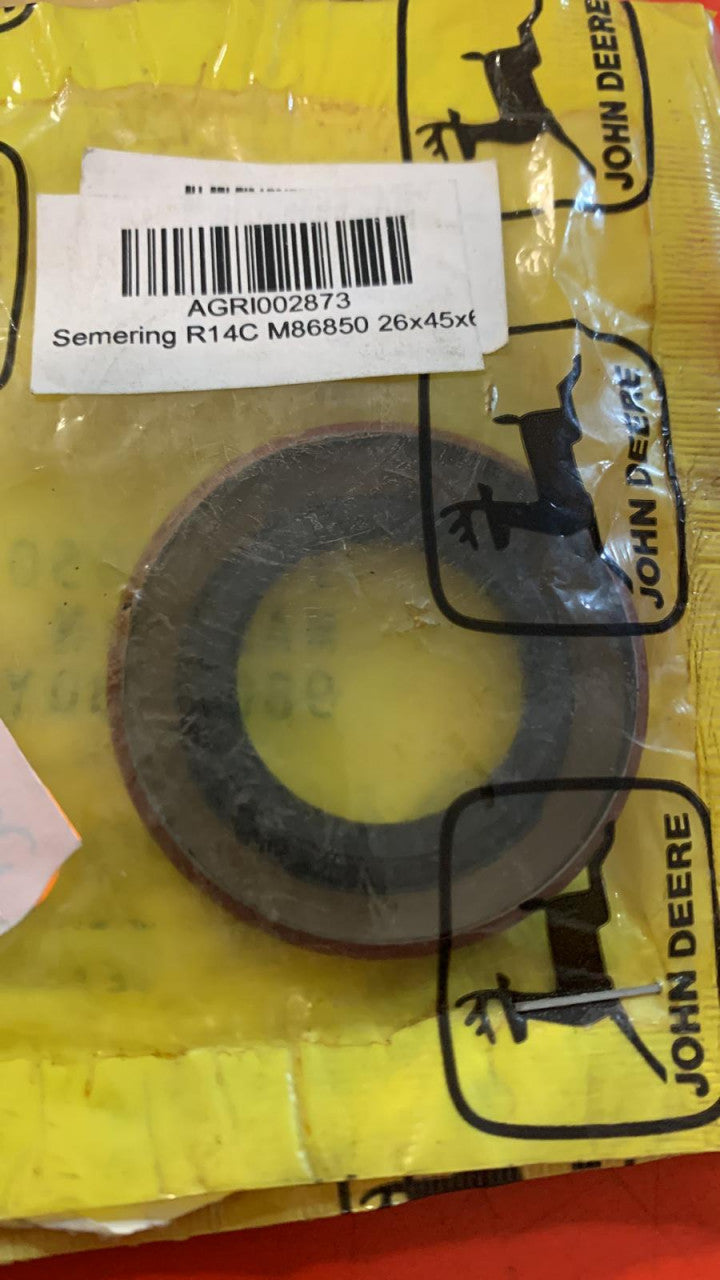 JOHN DEERE
AGRI002873
Semering R14C M86850 26x45x6
JOHN DEERE
JOHN DEERE